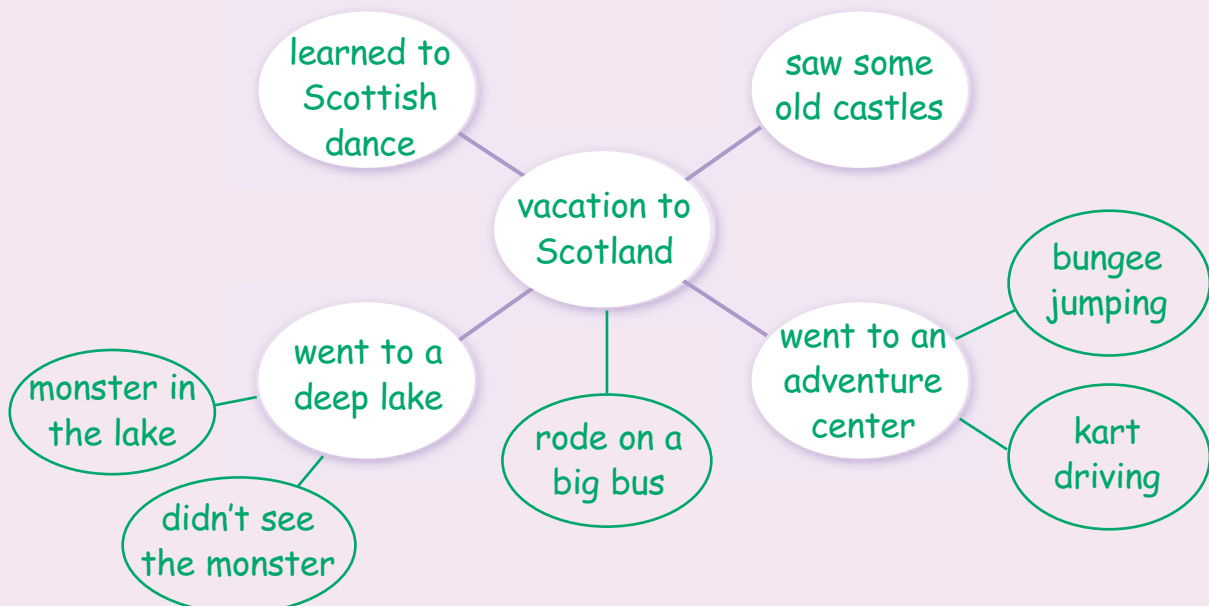 learned to
Scottish
dance
saw some
old castles
vacation to
Scotland
bungee
jumping
went to a
deep lake
went to an
adventure
center
monster in
the lake
rode on a
big bus
kart
driving
didn't see
the monster